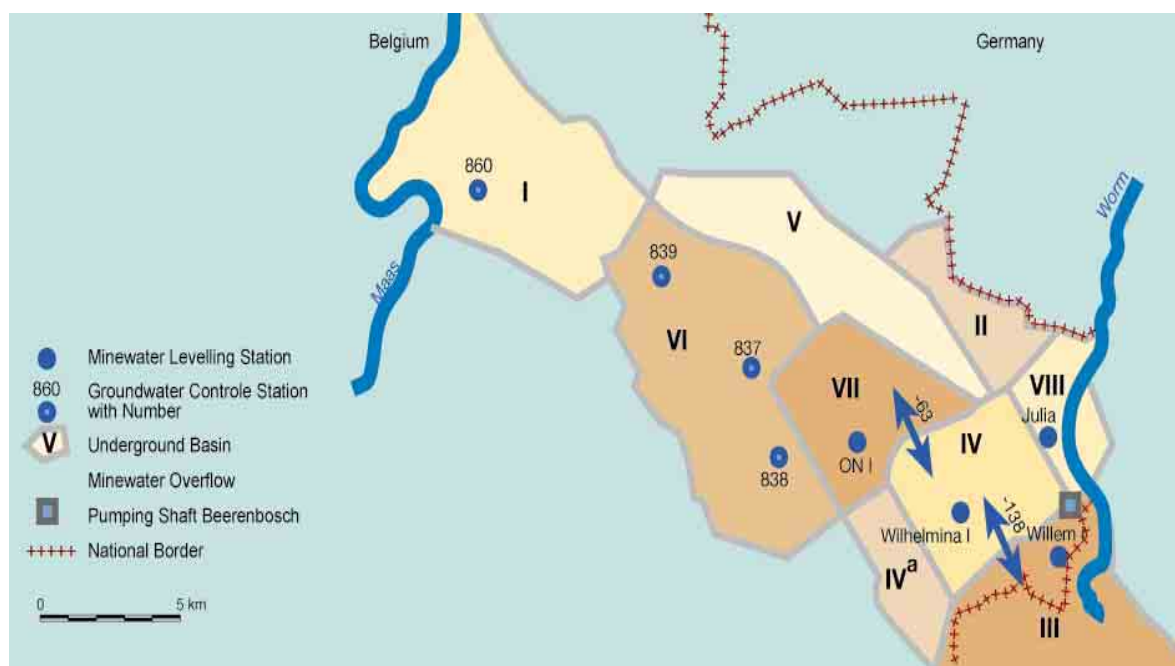 Belgium
Germany
860
I
Worm
V
839
Maas
II
VI
837
VII
VIII
-63
Julia
IV
ON I
838
-138
Wilhelmina I
Willem
IVa
III
Minewater Levelling Station
860
Groundwater Controle Station
with Number
V
Underground Basin
Minewater Overflow
Pumping Shaft Beerenbosch
National Border
0
5 km